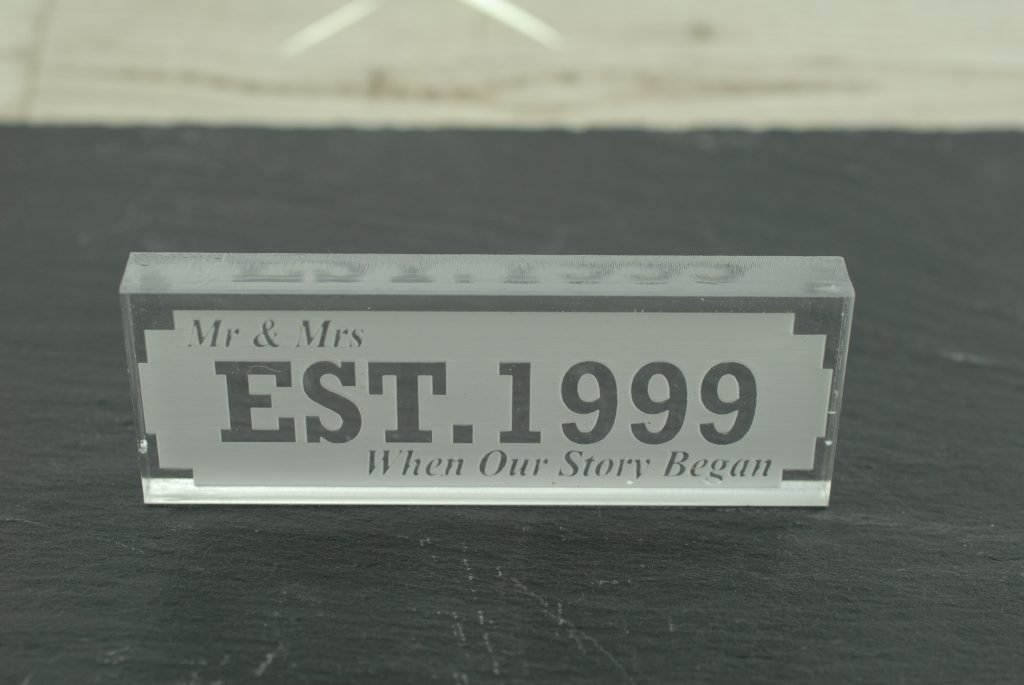 Mr & Mrs
EST.1999
When Our Story Began